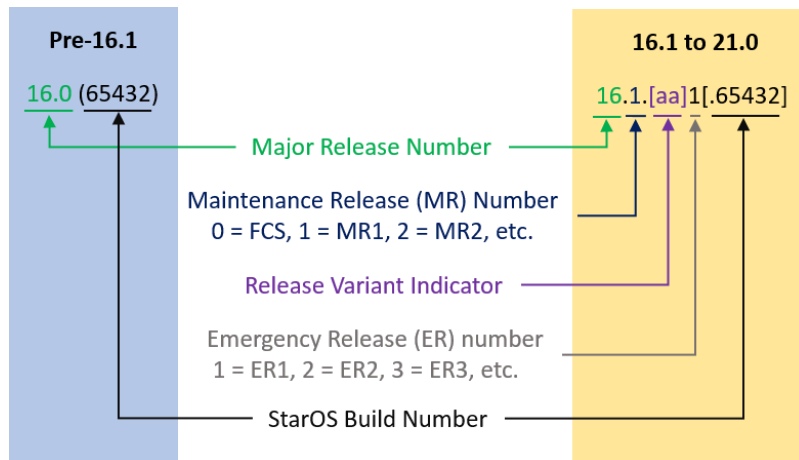 Pre-16.1
16.1 to 21.0
16.0 (65432)
16.1.[aa]1[.65432]
Major Release Number
Maintenance Release (MR) Number
0 = FCS, 1 = MR1, 2 = MR2, etc.
Release Variant Indicator
Emergency Release (ER) number
1 = ER1, 2 = ER2, 3 = ER3, etc.
StarOS Build Number